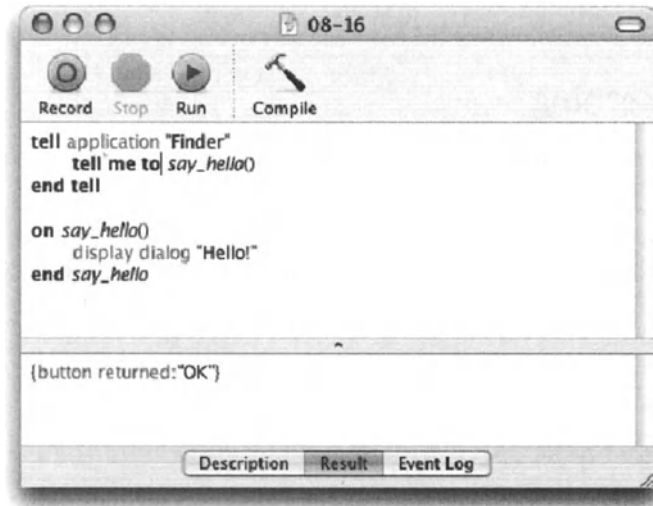 08-16
Record Stop Run Compile
tell application "Finder"
tell me to say_hello()
end tell
on say_hello()
display dialog "Hello!"
end say_hello
{button returned:"OK"}
Description Result Event Log